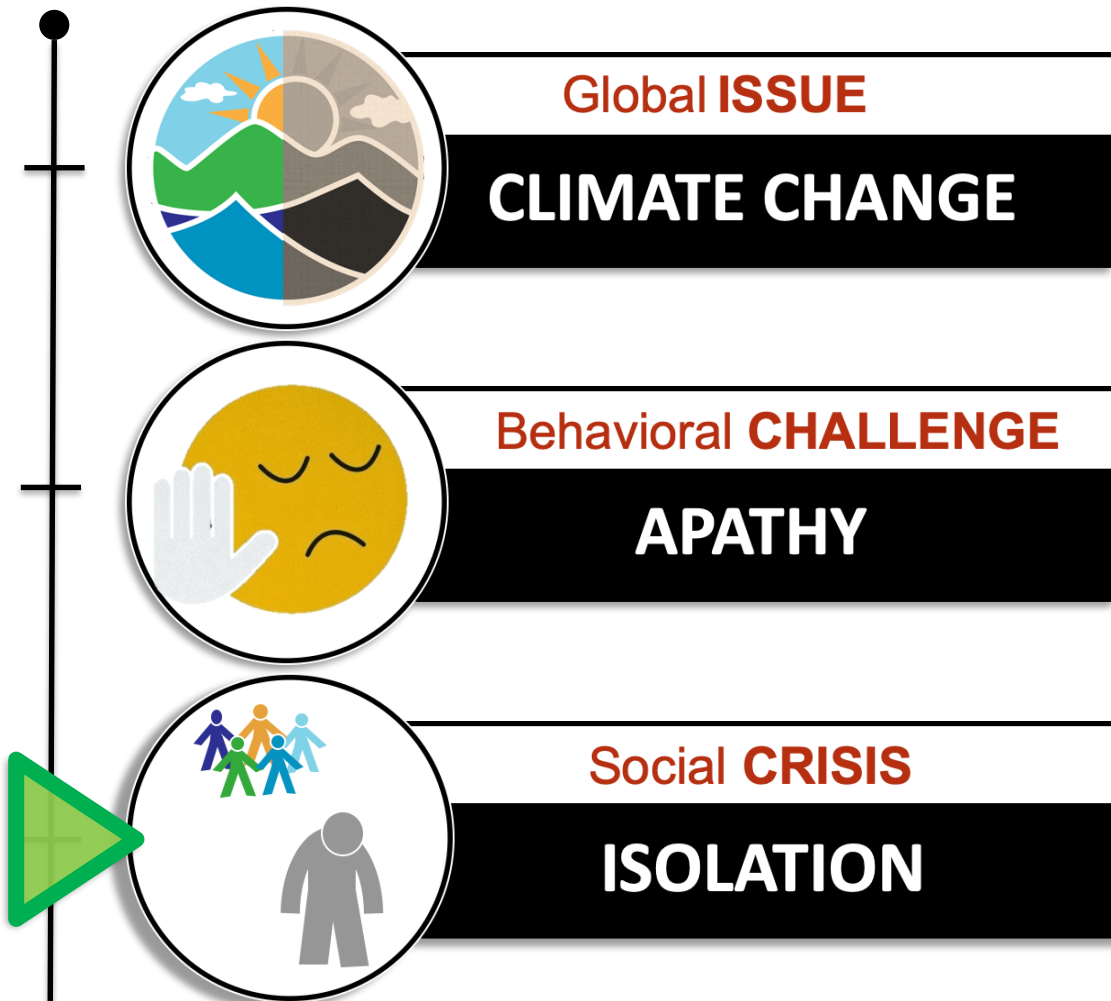 Global ISSUE
CLIMATE CHANGE
Behavioral CHALLENGE
APATHY
Social CRISIS
ISOLATION